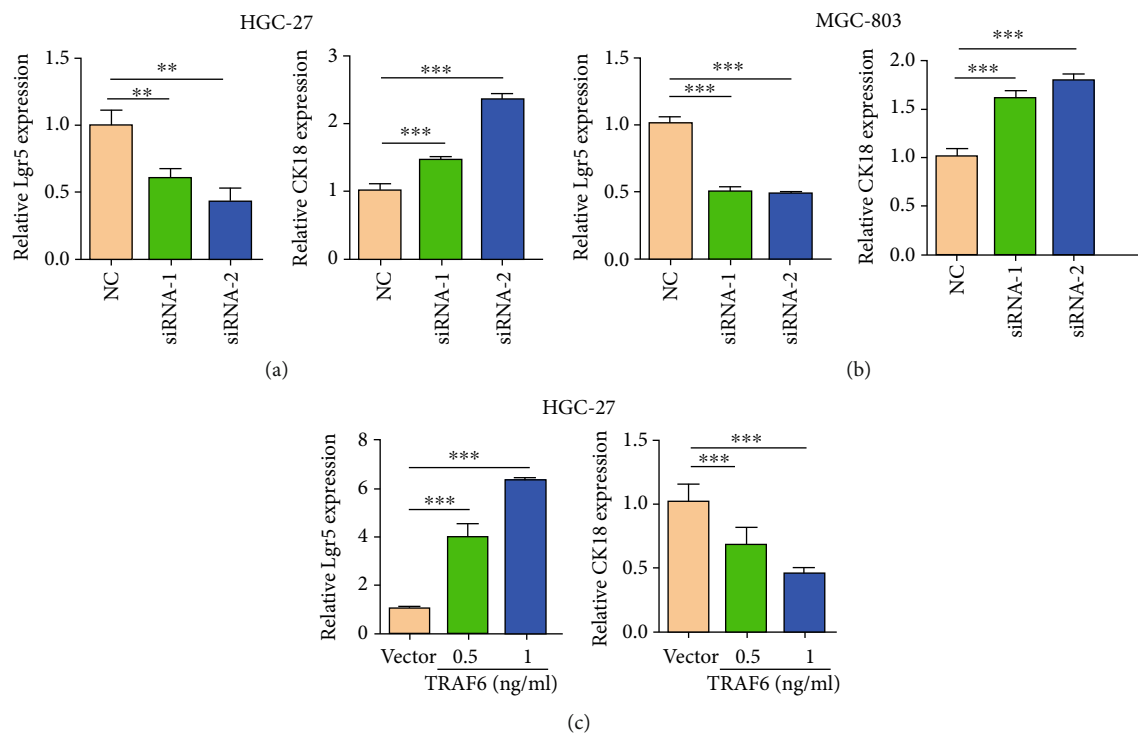 HGC-27
Relative Lgr5 expression
1.5
1.0
0.5
0.0
**
**
NC
siRNA-1
siRNA-2
Relative CK18 expression
3
2
1
0
***
***
NC
siRNA-1
siRNA-2
(a)
MGC-803
Relative Lgr5 expression
1.5
1.0
0.5
0.0
***
***
NC
siRNA-1
siRNA-2
Relative CK18 expression
2.0
1.5
1.0
0.5
0.0
***
***
NC
siRNA-1
siRNA-2
(b)
HGC-27
Relative Lgr5 expression
8
6
4
2
0
***
***
Vector 0.5 1
TRAF6 (ng/ml)
Relative CK18 expression
1.5
1.0
0.5
0.0
***
***
Vector 0.5 1
TRAF6 (ng/ml)
(c)